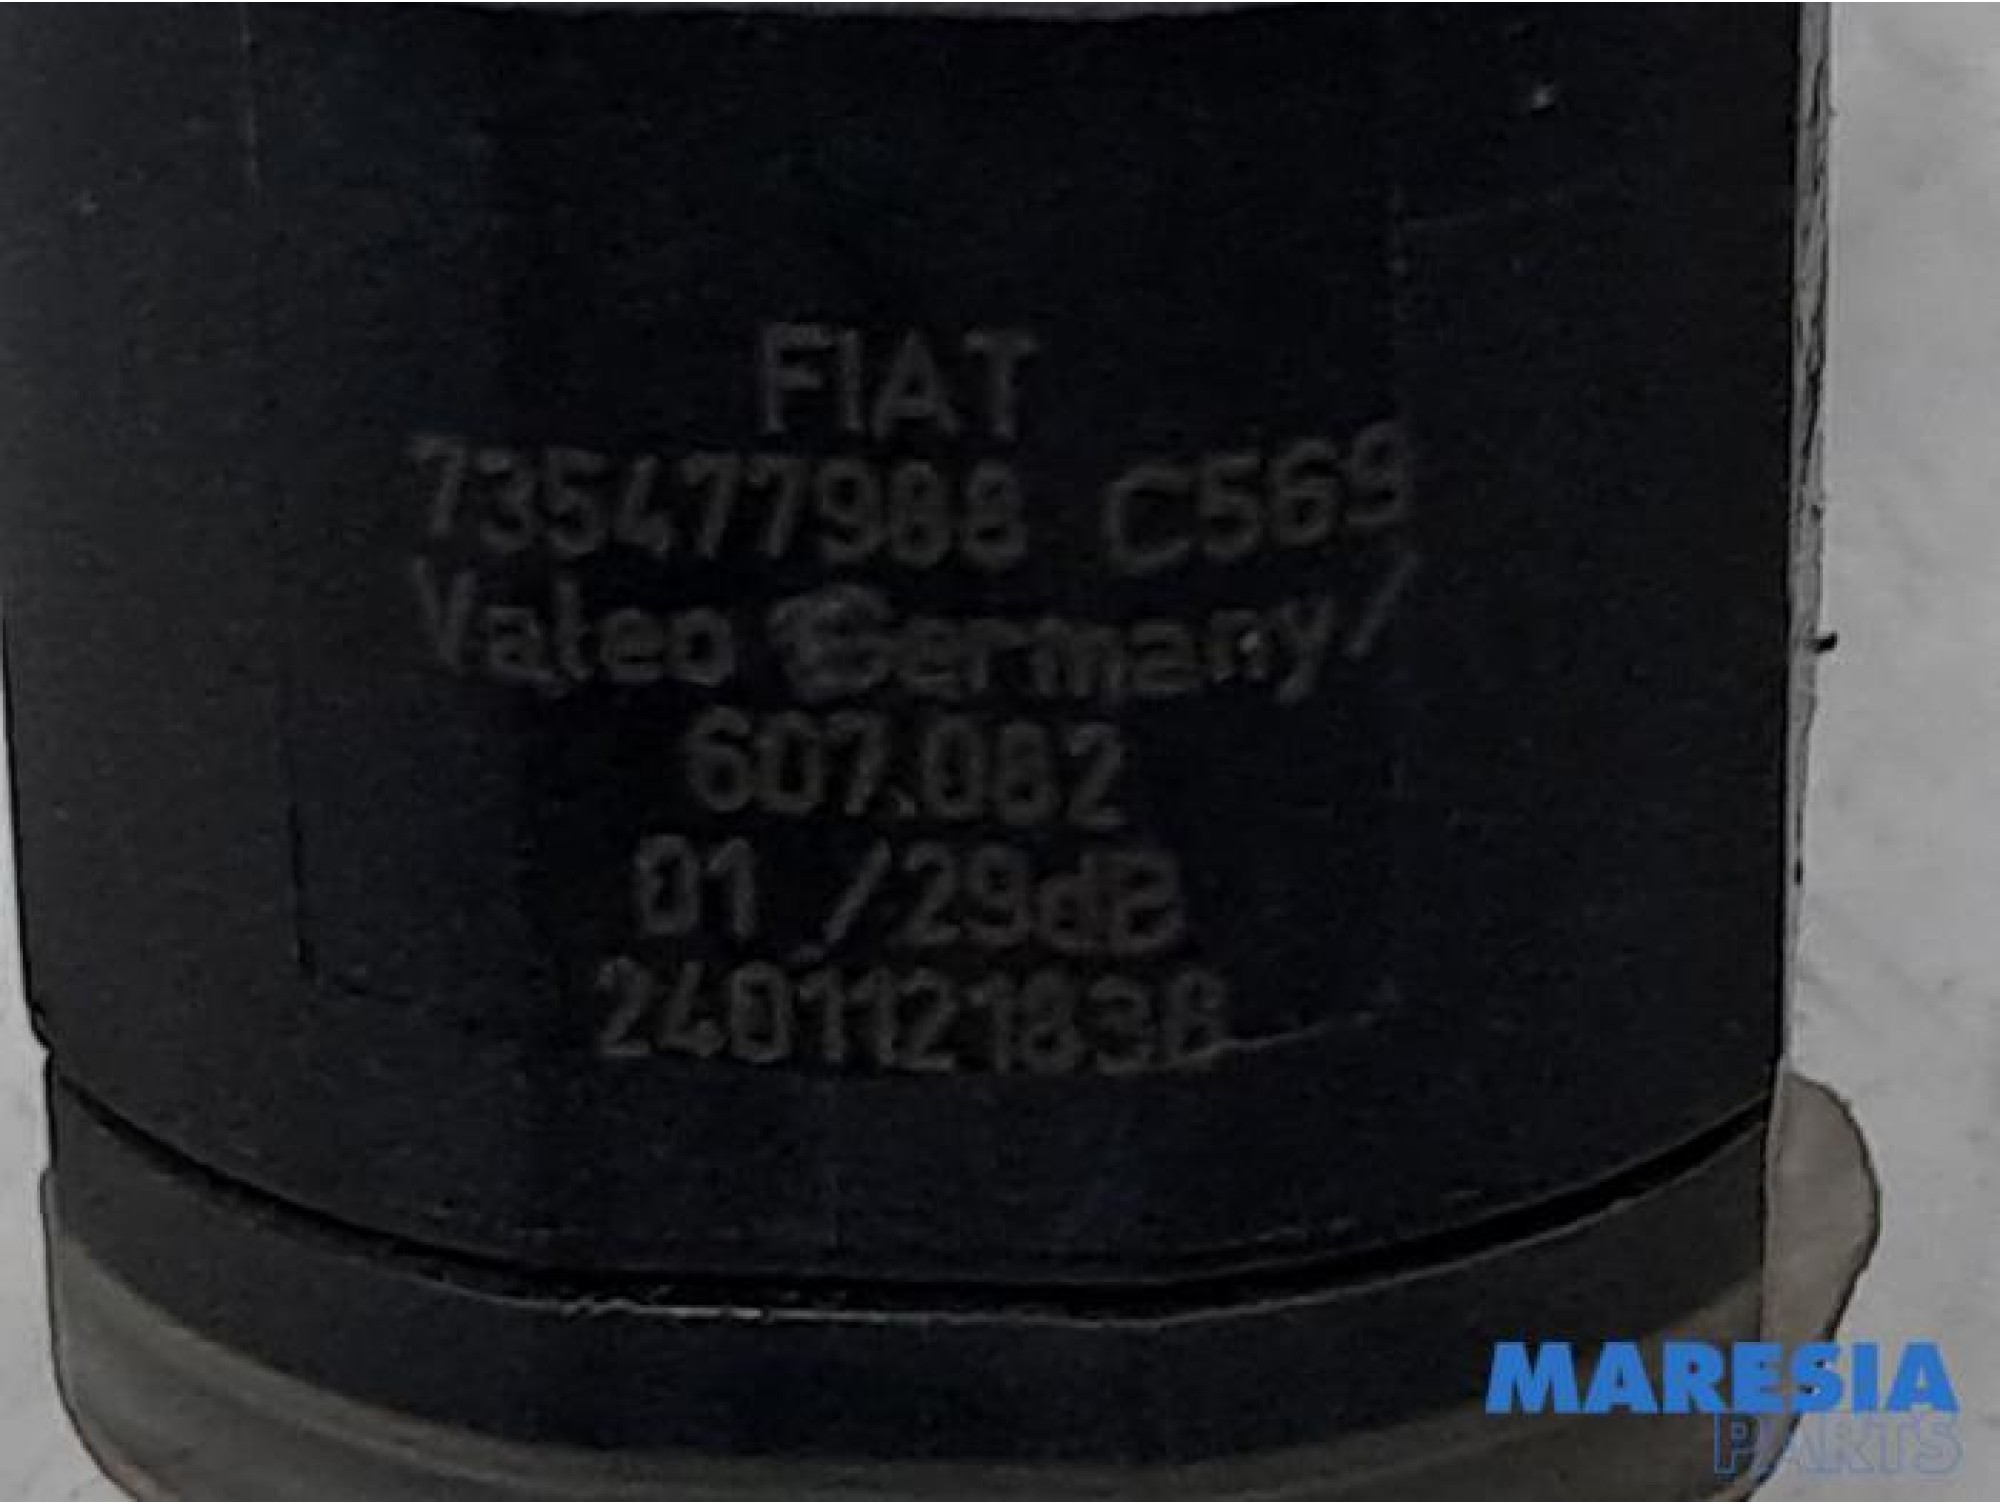 FIAT
735477988 C569
Valeo Germany/
607.082
01 /29d2
2401121838
MARESIA
PARTS